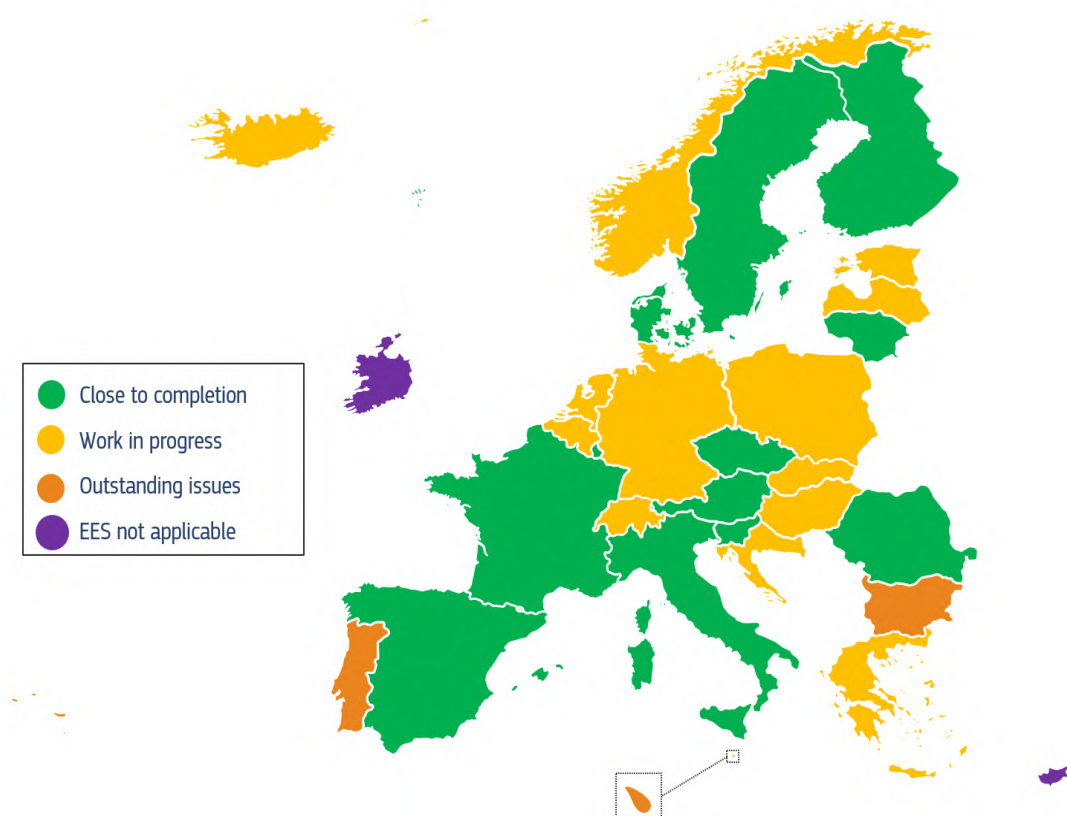 Close to completion
Work in progress
Outstanding issues
EES not applicable